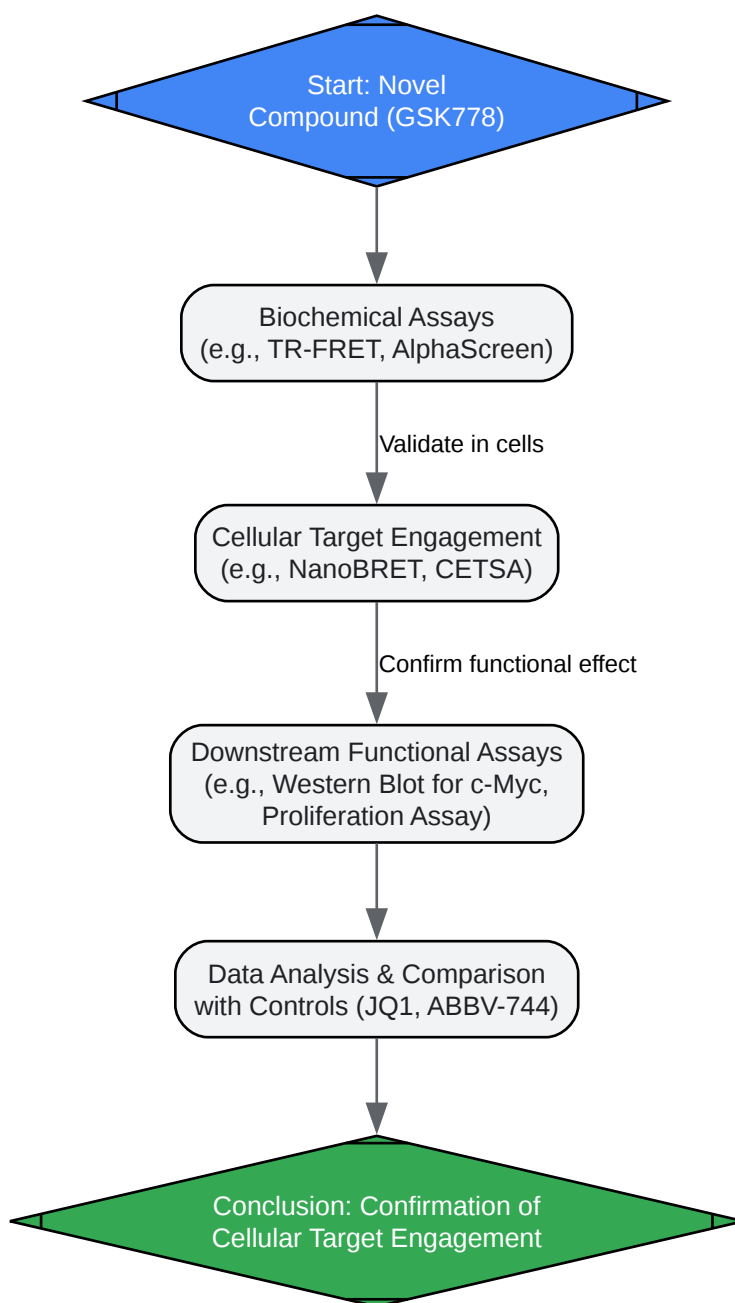 Start: Novel
Compound (GSK778)
Biochemical Assays
(e.g., TR-FRET, AlphaScreen)
Validate in cells
Cellular Target Engagement
(e.g., NanoBRET, CETSA)
Confirm functional effect
Downstream Functional Assays
(e.g., Western Blot for c-Myc,
Proliferation Assay)
Data Analysis & Comparison
with Controls (JQ1, ABBV-744)
Conclusion: Confirmation of
Cellular Target Engagement